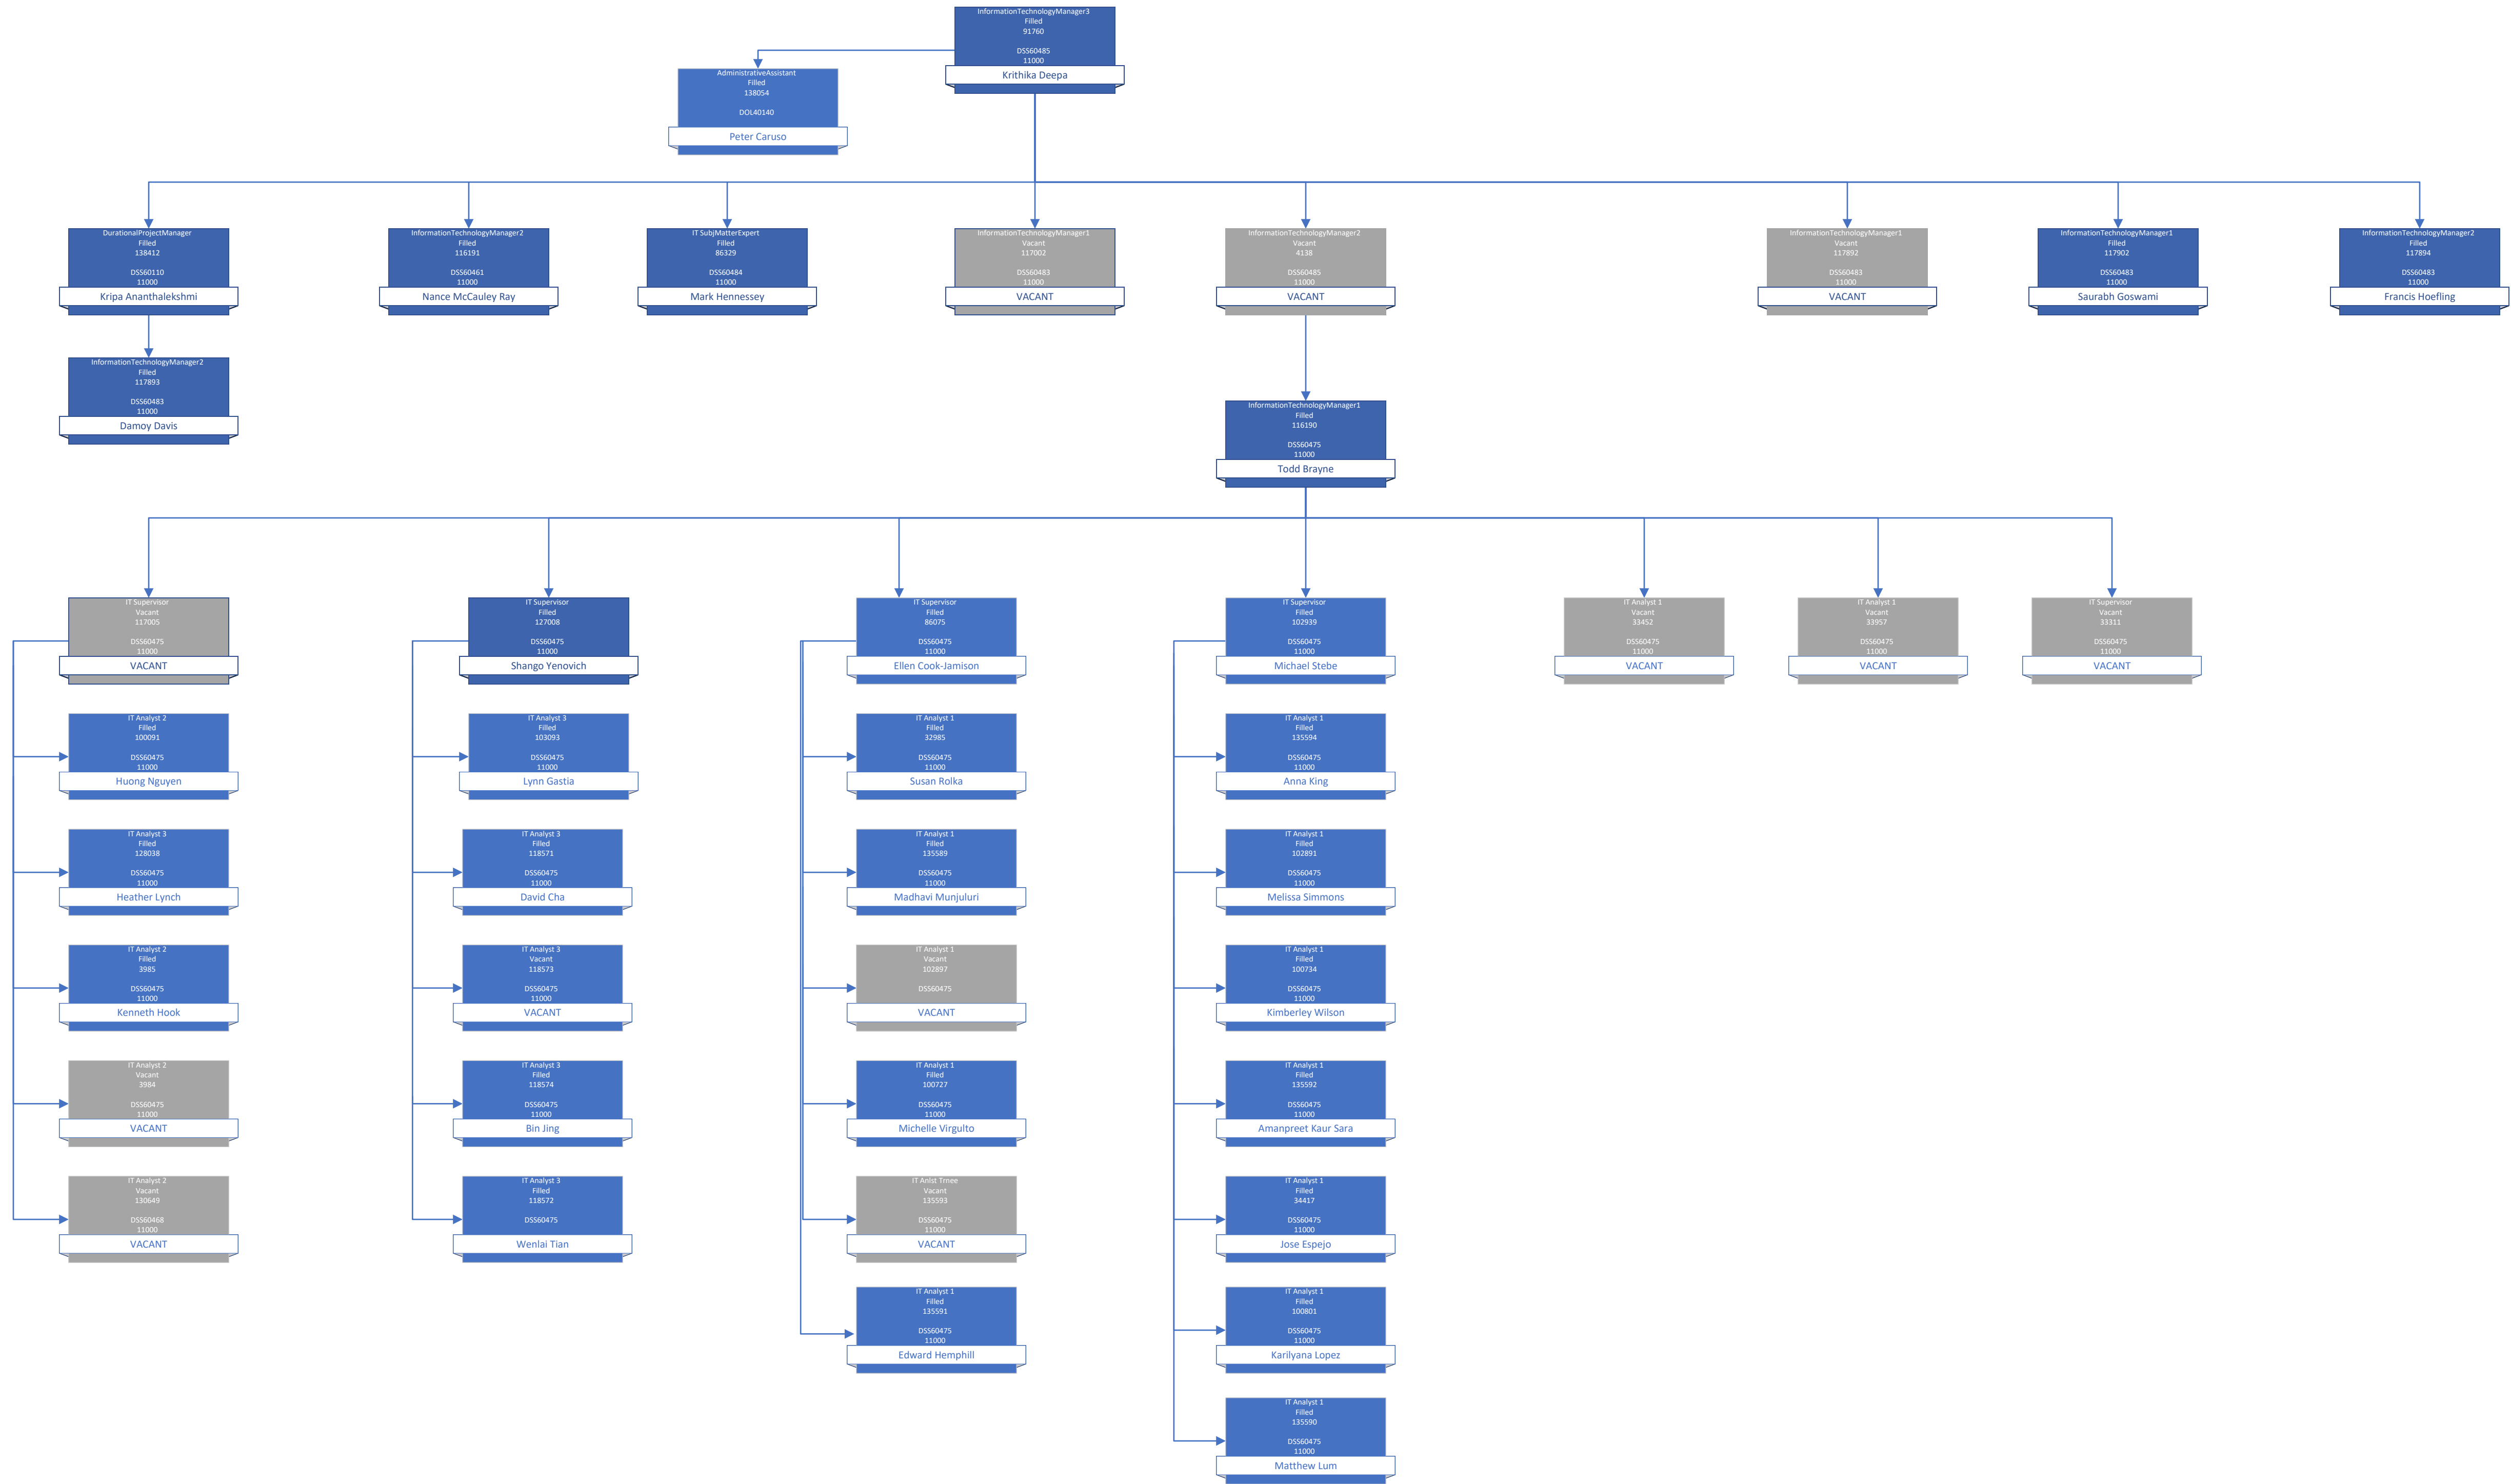 InformationTechnologyManager3
Filled
91760
DSS60485
11000
Krithika Deepa
AdministrativeAssistant
Filled
138054
DOL40140
Peter Caruso
DurationalProjectManager
Filled
138412
DSS60110
11000
Kripa Ananthalekshmi
InformationTechnologyManager2
Filled
116191
DSS60461
11000
Nance McCauley Ray
IT SubjMatterExpert
Filled
86329
DSS60484
11000
Mark Hennessey
InformationTechnologyManager1
Vacant
117002
DSS60483
11000
VACANT
InformationTechnologyManager2
Vacant
4138
DSS60485
11000
VACANT
InformationTechnologyManager1
Vacant
117892
DSS60483
11000
VACANT
InformationTechnologyManager1
Filled
117902
DSS60483
11000
Saurabh Goswami
InformationTechnologyManager2
Filled
117894
DSS60483
11000
Francis Hoefling
InformationTechnologyManager2
Filled
117893
DSS60483
11000
Damoy Davis
InformationTechnologyManager1
Filled
116190
DSS60475
11000
Todd Brayne
IT Supervisor
Vacant
117005
DSS60475
11000
VACANT
IT Supervisor
Filled
127008
DSS60475
11000
Shango Yenovich
IT Supervisor
Filled
86075
DSS60475
11000
Ellen Cook-Jamison
IT Supervisor
Filled
102939
DSS60475
11000
Michael Stebe
IT Analyst 1
Vacant
33452
DSS60475
11000
VACANT
IT Analyst 1
Vacant
33957
DSS60475
11000
VACANT
IT Supervisor
Vacant
33311
DSS60475
11000
VACANT
IT Analyst 2
Filled
100091
DSS60475
11000
Huong Nguyen
IT Analyst 3
Filled
103093
DSS60475
11000
Lynn Gastia
IT Analyst 1
Filled
32985
DSS60475
11000
Susan Rolka
IT Analyst 1
Filled
135594
DSS60475
11000
Anna King
IT Analyst 3
Filled
128038
DSS60475
11000
Heather Lynch
IT Analyst 3
Filled
118571
DSS60475
11000
David Cha
IT Analyst 1
Filled
135589
DSS60475
11000
Madhavi Munjuluri
IT Analyst 1
Filled
102891
DSS60475
11000
Melissa Simmons
IT Analyst 2
Filled
3985
DSS60475
11000
Kenneth Hook
IT Analyst 3
Vacant
118573
DSS60475
11000
VACANT
IT Analyst 1
Vacant
102897
DSS60475
VACANT
IT Analyst 1
Filled
100734
DSS60475
11000
Kimberley Wilson
IT Analyst 2
Vacant
3984
DSS60475
11000
VACANT
IT Analyst 3
Filled
118574
DSS60475
11000
Bin Jing
IT Analyst 1
Filled
100727
DSS60475
11000
Michelle Virgulto
IT Analyst 1
Filled
135592
DSS60475
11000
Amanpreet Kaur Sara
IT Analyst 2
Vacant
130649
DSS60468
11000
VACANT
IT Analyst 3
Filled
118572
DSS60475
Wenlai Tian
IT Anlst Trnee
Vacant
135593
DSS60475
11000
VACANT
IT Analyst 1
Filled
34417
DSS60475
11000
Jose Espejo
IT Analyst 1
Filled
135591
DSS60475
11000
Edward Hemphill
IT Analyst 1
Filled
100801
DSS60475
11000
Karilyana Lopez
IT Analyst 1
Filled
135590
DSS60475
11000
Matthew Lum